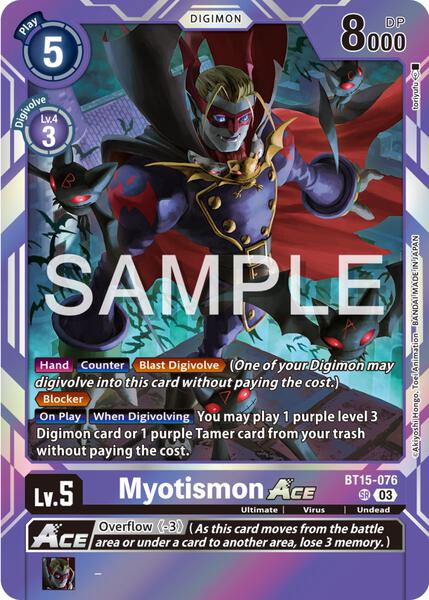 DIGIMON
Play
5
8000
DP
toriyufu
Digivolve
Lv.4
3
SAMPLE
©Akiyoshi Hongo, Toei Animation BANDAI MADE IN JAPAN
Hand Counter Blast Digivolve (One of your Digimon may
digivolve into this card without paying the cost.)
Blocker
On Play When Digivolving You may play 1 purple level 3
Digimon card or 1 purple Tamer card from your trash
without paying the cost.
Lv.5
Myotismon ACE
BT15-076
SR 03
Ultimate Virus Undead
ACE Overflow 《-3》 (As this card moves from the battle
area or under a card to another area, lose 3 memory.)
–